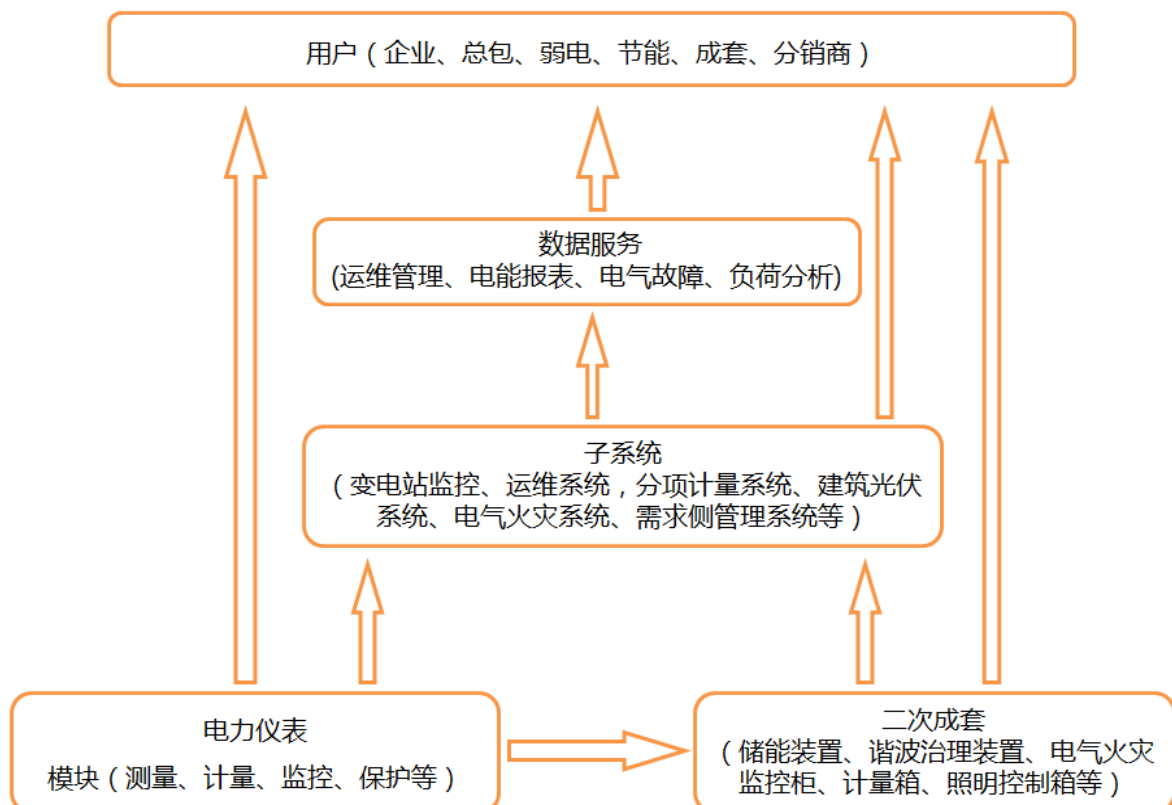 用户（企业、总包、弱电、节能、成套、分销商）
数据服务
(运维管理、电能报表、电气故障、负荷分析)
子系统
（变电站监控、运维系统，分项计量系统、建筑光伏
系统、电气火灾系统、需求侧管理系统等）
电力仪表
模块（测量、计量、监控、保护等）
二次成套
（储能装置、谐波治理装置、电气火灾
监控柜、计量箱、照明控制箱等）